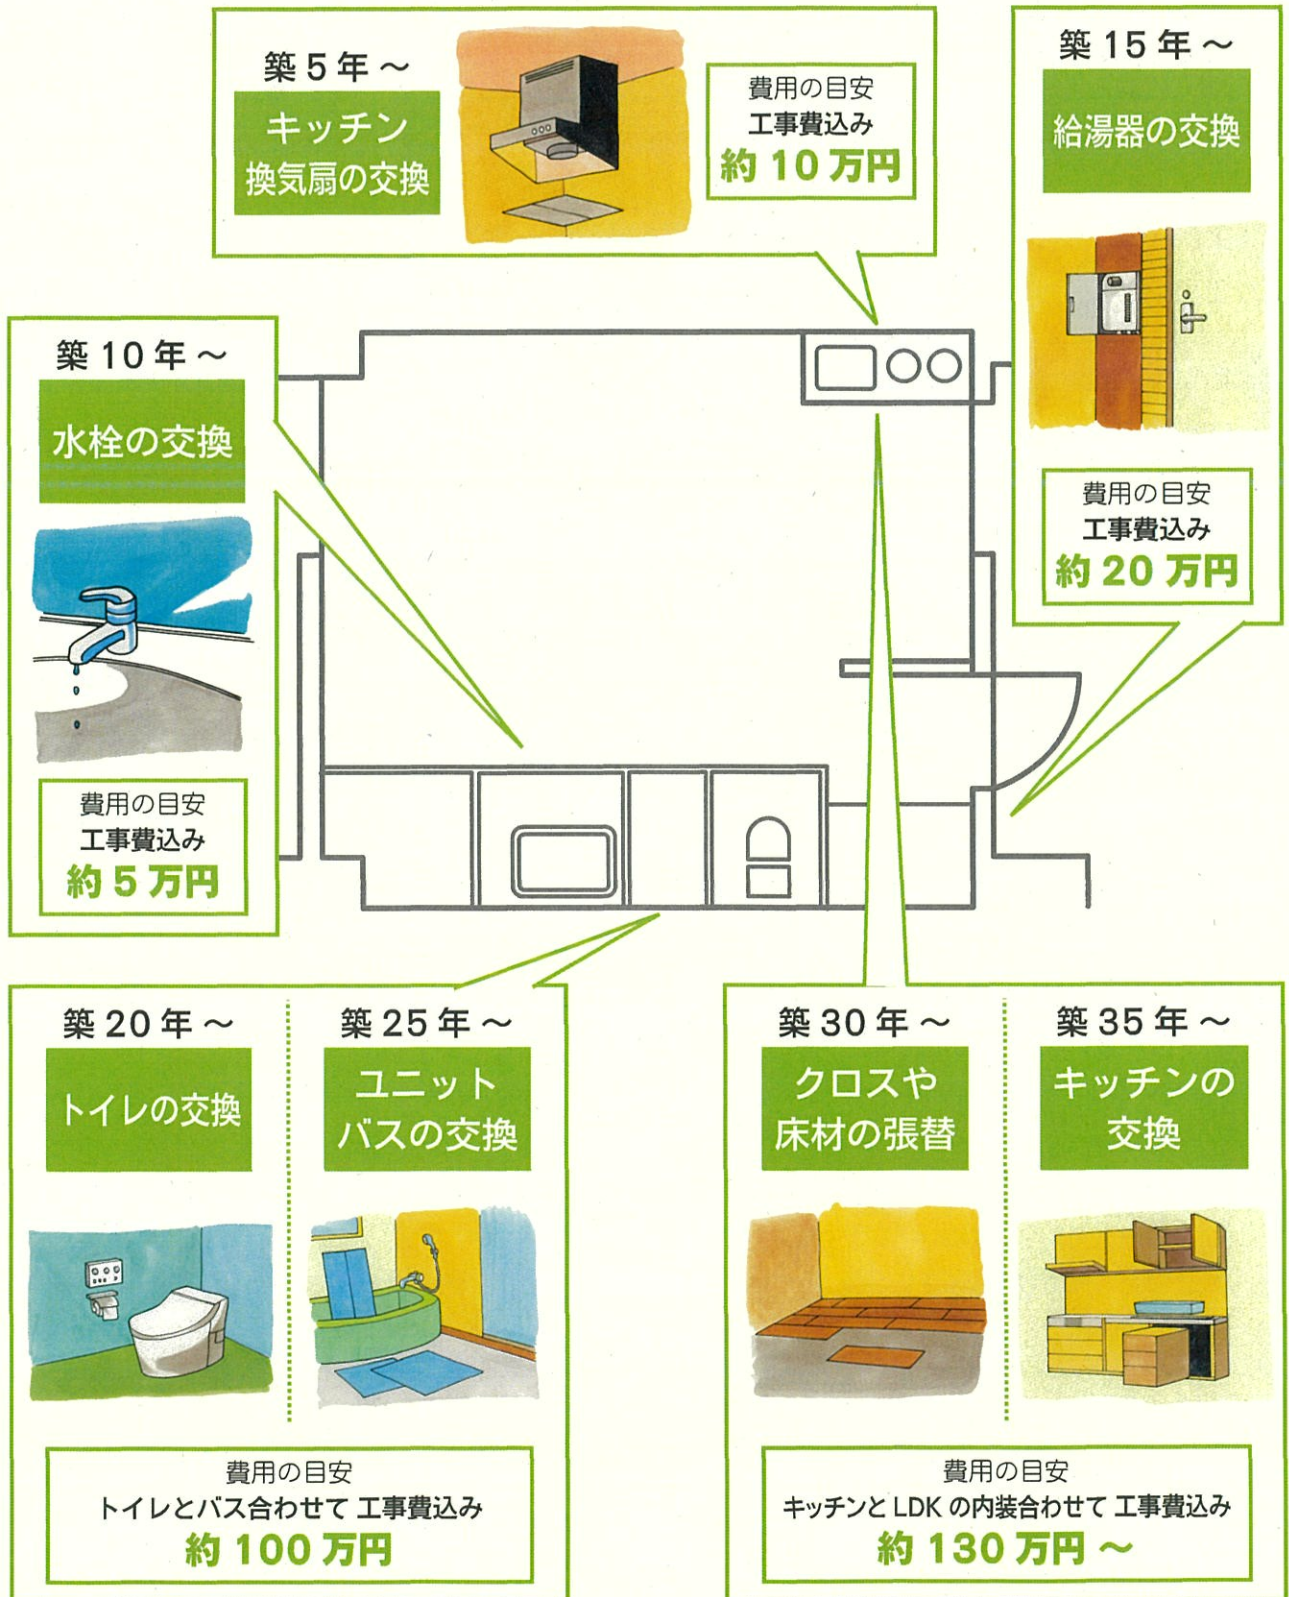 築5年～
キッチン
換気扇の交換
費用の目安
工事費込み
約10万円
築15年～
給湯器の交換
費用の目安
工事費込み
約20万円
築10年～
水栓の交換
費用の目安
工事費込み
約5万円
築20年～
トイレの交換
築25年～
ユニット
バスの交換
費用の目安
トイレとバス合わせて 工事費込み
約100万円
築30年～
クロスや
床材の張替
築35年～
キッチンの
交換
費用の目安
キッチンとLDKの内装合わせて 工事費込み
約130万円～